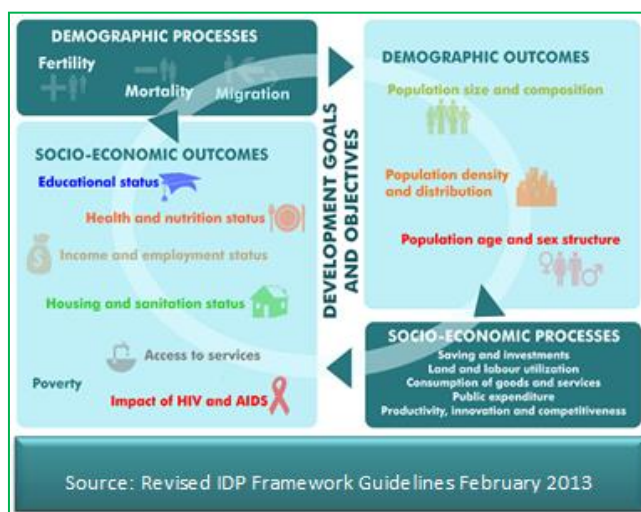 DEMOGRAPHIC PROCESSES
Fertility
Mortality
Migration
SOCIO-ECONOMIC OUTCOMES
Educational status
Health and nutrition status
Income and employment status
Housing and sanitation status
Access to services
Poverty
Impact of HIV and AIDS
DEVELOPMENT GOALS
AND OBJECTIVES
DEMOGRAPHIC OUTCOMES
Population size and composition
Population density
and distribution
Population age and sex structure
SOCIO-ECONOMIC PROCESSES
Saving and investments
Land and labour utilization
Consumption of goods and services
Public expenditure
Productivity, innovation and competitiveness
Source: Revised IDP Framework Guidelines February 2013